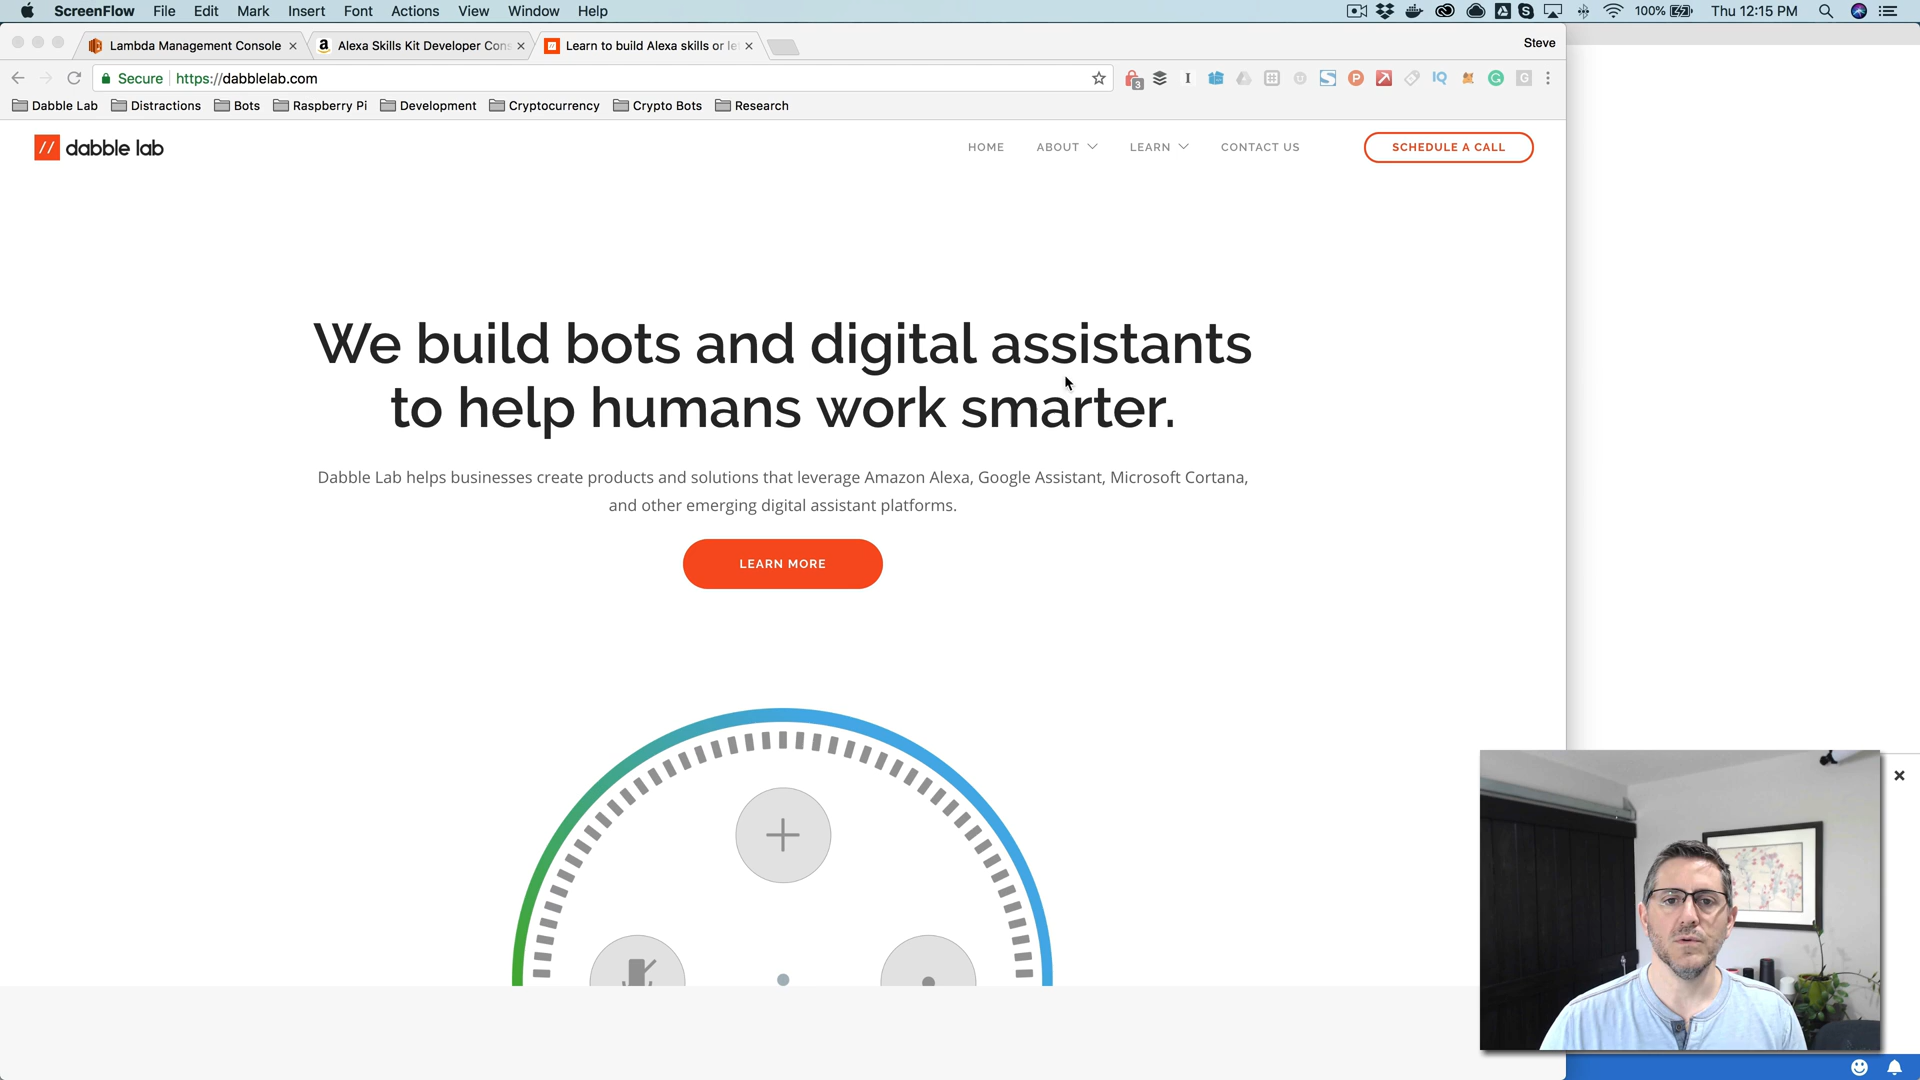 ScreenFlow File Edit Mark Insert Font Actions View Window Help 100% Thu 12:15 PM
Lambda Management Console
Alexa Skills Kit Developer Con
Learn to build Alexa skills or le
Steve
Secure https://dabblelab.com
3
IQ
Dabble Lab Distractions Bots Raspberry Pi Development Cryptocurrency Crypto Bots Research
// dabble lab
HOME ABOUT LEARN CONTACT US SCHEDULE A CALL
We build bots and digital assistants
to help humans work smarter.
Dabble Lab helps businesses create products and solutions that leverage Amazon Alexa, Google Assistant, Microsoft Cortana,
and other emerging digital assistant platforms.
LEARN MORE